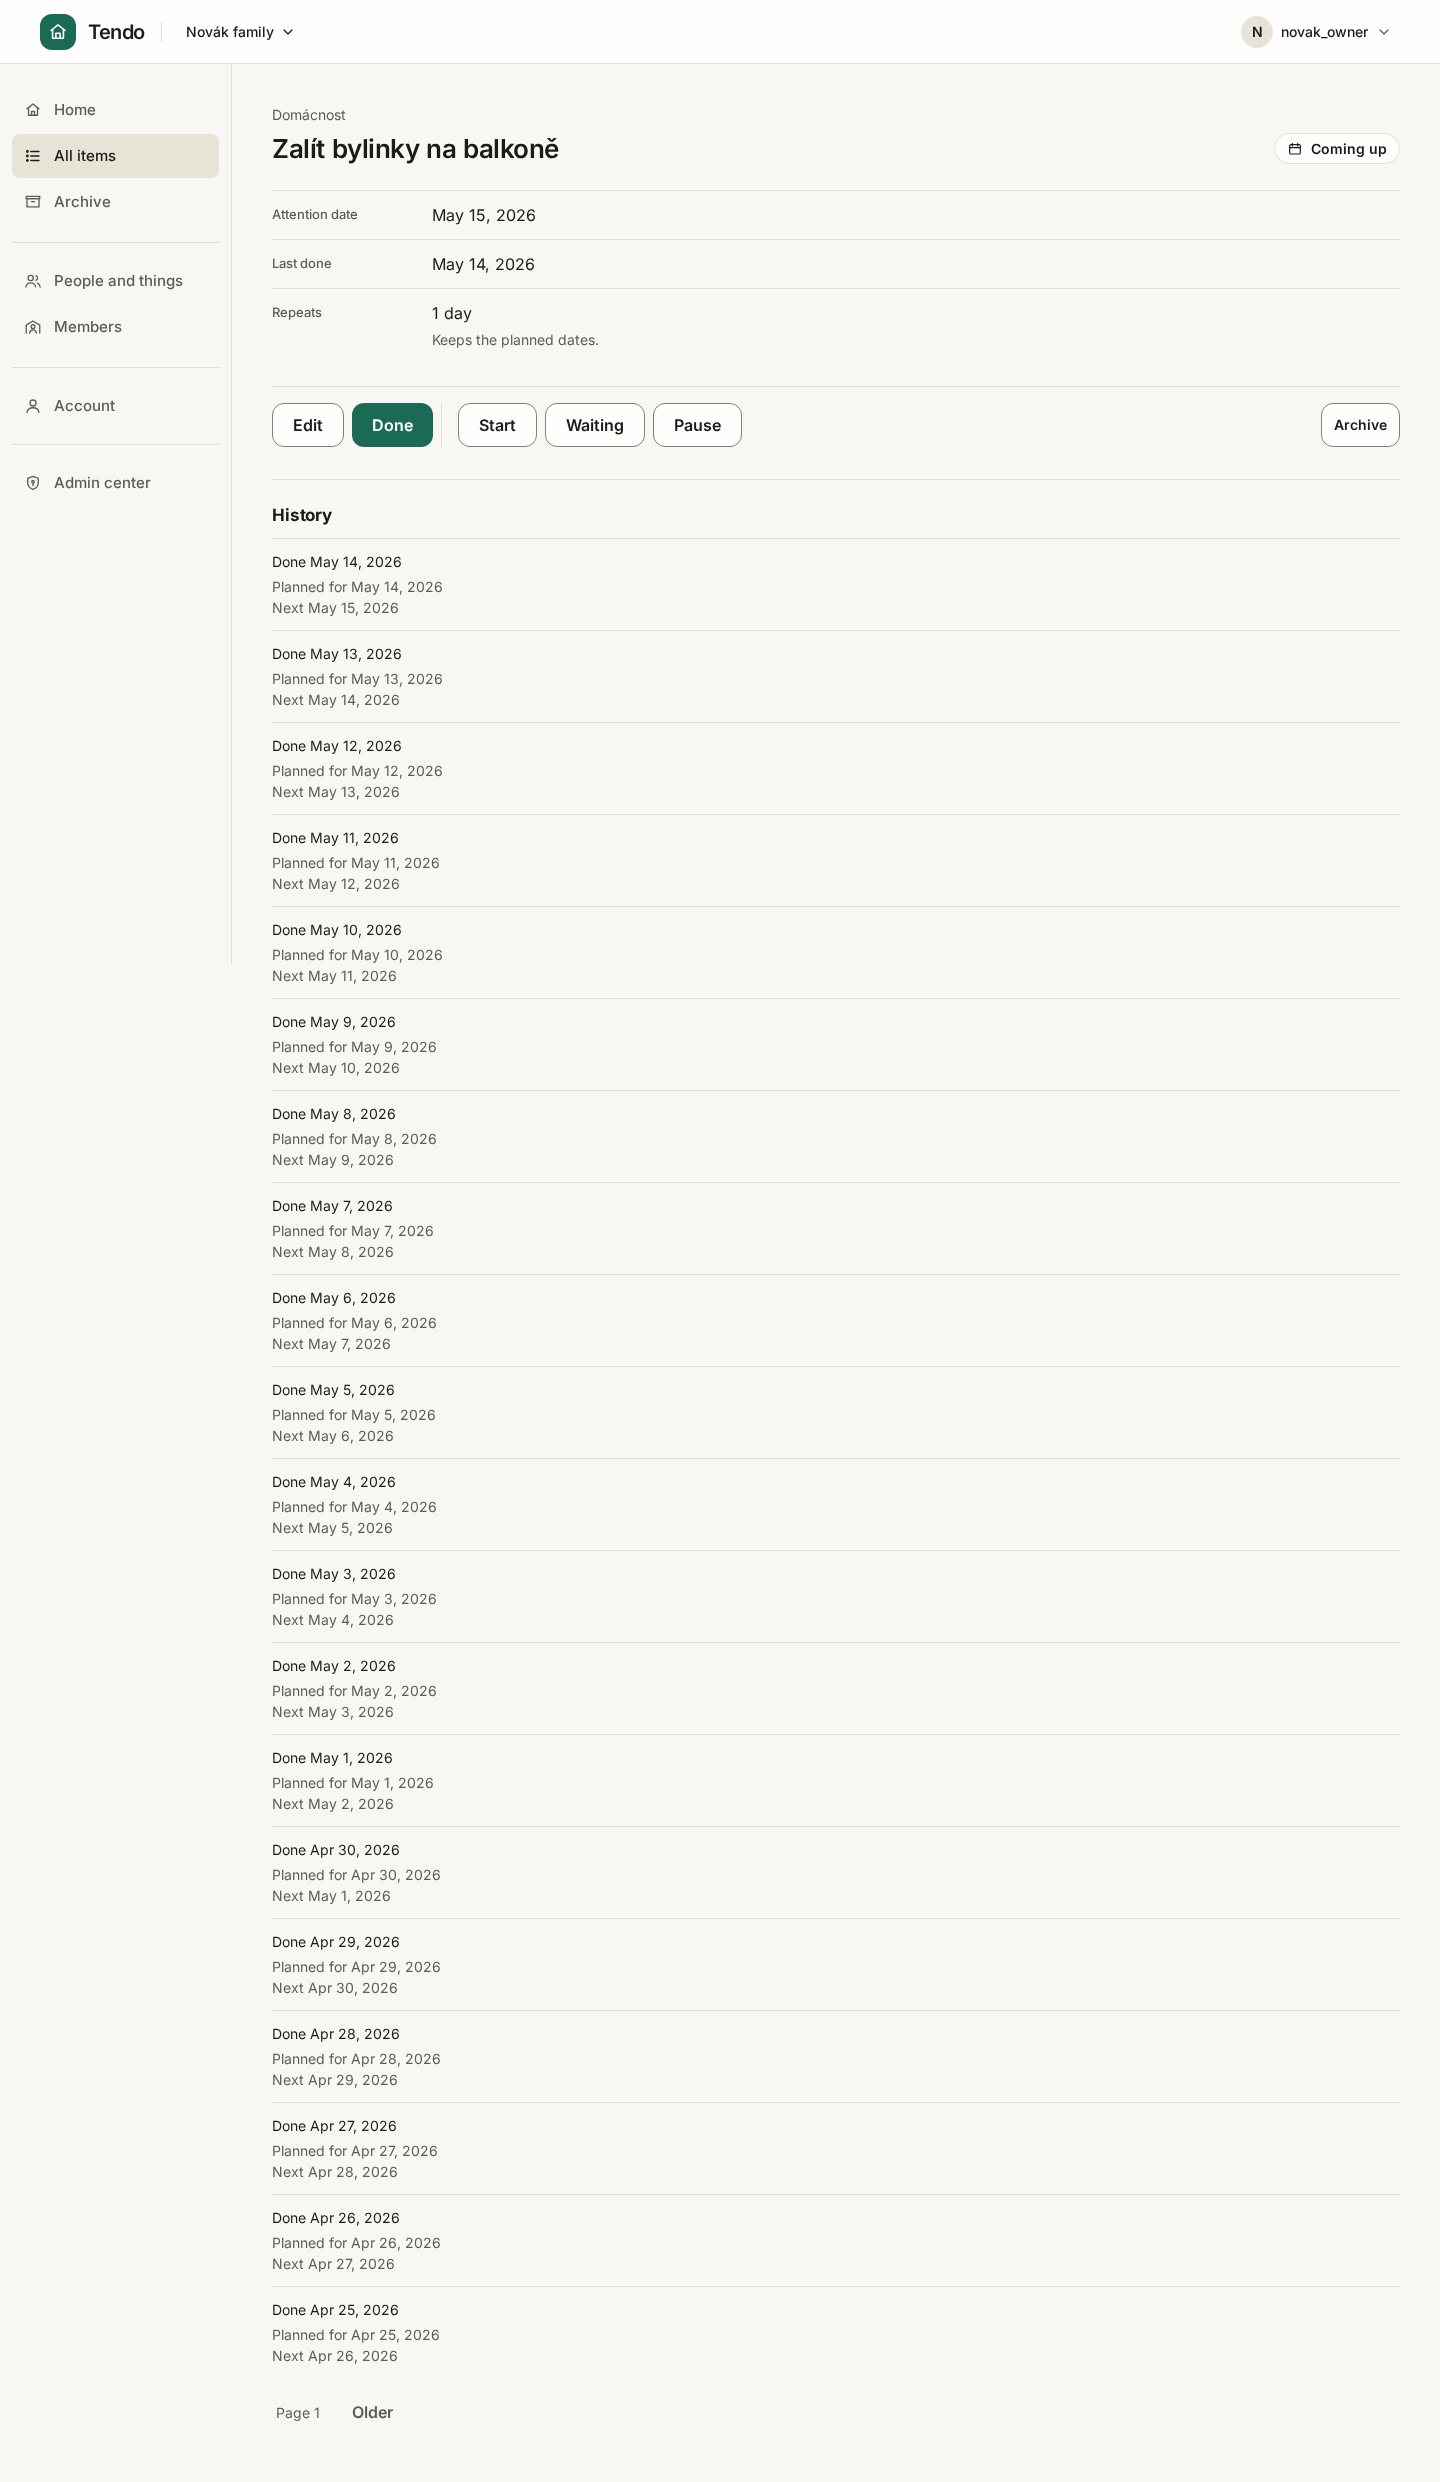 Tendo
Novák family
N
novak_owner
Home
All items
Archive
People and things
Members
Account
Admin center
Domácnost
Zalít bylinky na balkoně
Coming up
Attention date
May 15, 2026
Last done
May 14, 2026
Repeats
1 day
Keeps the planned dates.
Edit
Done
Start
Waiting
Pause
Archive
History
Done May 14, 2026
Planned for May 14, 2026
Next May 15, 2026
Done May 13, 2026
Planned for May 13, 2026
Next May 14, 2026
Done May 12, 2026
Planned for May 12, 2026
Next May 13, 2026
Done May 11, 2026
Planned for May 11, 2026
Next May 12, 2026
Done May 10, 2026
Planned for May 10, 2026
Next May 11, 2026
Done May 9, 2026
Planned for May 9, 2026
Next May 10, 2026
Done May 8, 2026
Planned for May 8, 2026
Next May 9, 2026
Done May 7, 2026
Planned for May 7, 2026
Next May 8, 2026
Done May 6, 2026
Planned for May 6, 2026
Next May 7, 2026
Done May 5, 2026
Planned for May 5, 2026
Next May 6, 2026
Done May 4, 2026
Planned for May 4, 2026
Next May 5, 2026
Done May 3, 2026
Planned for May 3, 2026
Next May 4, 2026
Done May 2, 2026
Planned for May 2, 2026
Next May 3, 2026
Done May 1, 2026
Planned for May 1, 2026
Next May 2, 2026
Done Apr 30, 2026
Planned for Apr 30, 2026
Next May 1, 2026
Done Apr 29, 2026
Planned for Apr 29, 2026
Next Apr 30, 2026
Done Apr 28, 2026
Planned for Apr 28, 2026
Next Apr 29, 2026
Done Apr 27, 2026
Planned for Apr 27, 2026
Next Apr 28, 2026
Done Apr 26, 2026
Planned for Apr 26, 2026
Next Apr 27, 2026
Done Apr 25, 2026
Planned for Apr 25, 2026
Next Apr 26, 2026
Page 1
Older